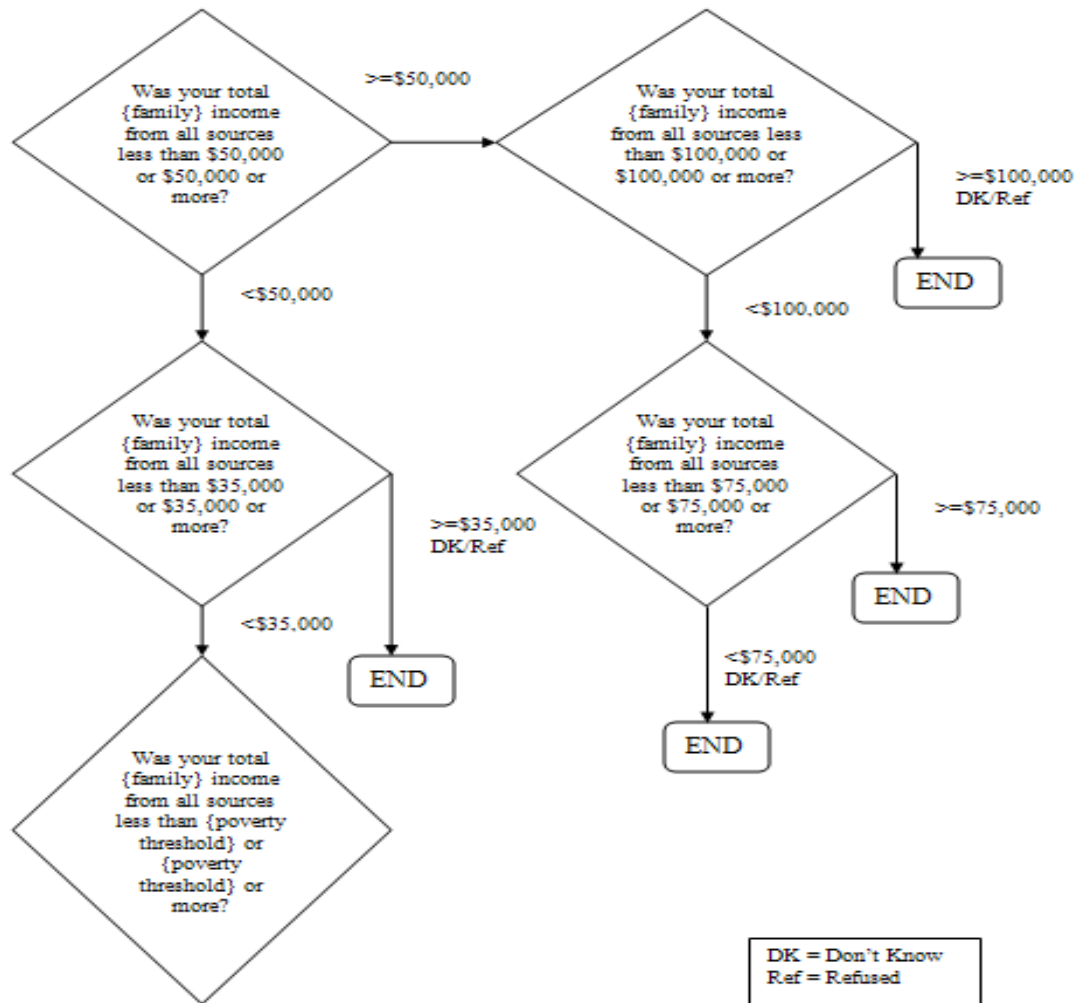 Was your total
{family} income
from all sources
less than $50,000
or $50,000 or
more?
>=$50,000
Was your total
{family} income
from all sources less
than $100,000 or
$100,000 or more?
>=$100,000
DK/Ref
END
<$50,000
<$100,000
Was your total
{family} income
from all sources
less than $35,000
or $35,000 or
more?
>=$35,000
DK/Ref
Was your total
{family} income
from all sources
less than $75,000
or $75,000 or
more?
>=$75,000
END
<$35,000
END
<$75,000
DK/Ref
END
Was your total
{family} income
from all sources
less than {poverty
threshold} or
{poverty
threshold} or
more?
DK = Don't Know
Ref = Refused